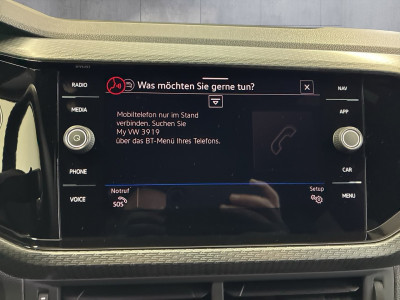 Was möchten Sie gerne tun?
RADIO
NAV
MEDIA
APP
Mobiltelefon nur im Stand
verbinden. Suchen Sie
My VW 3919
über das BT-Menü Ihres Telefons.
PHONE
CAR
VOICE
MENU
Notruf
SOS
Setup